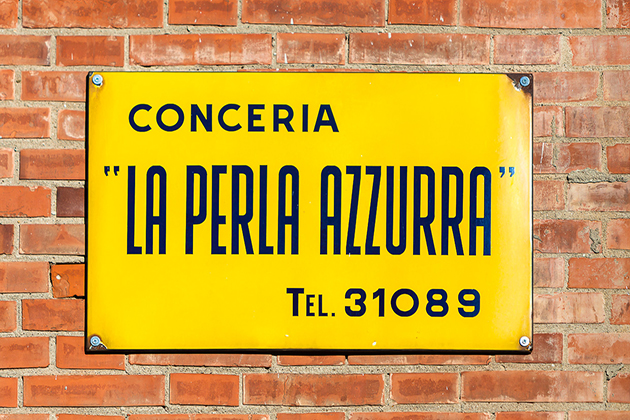 CONCERIA
"LA PERLA AZZURRA"
TEL. 31089